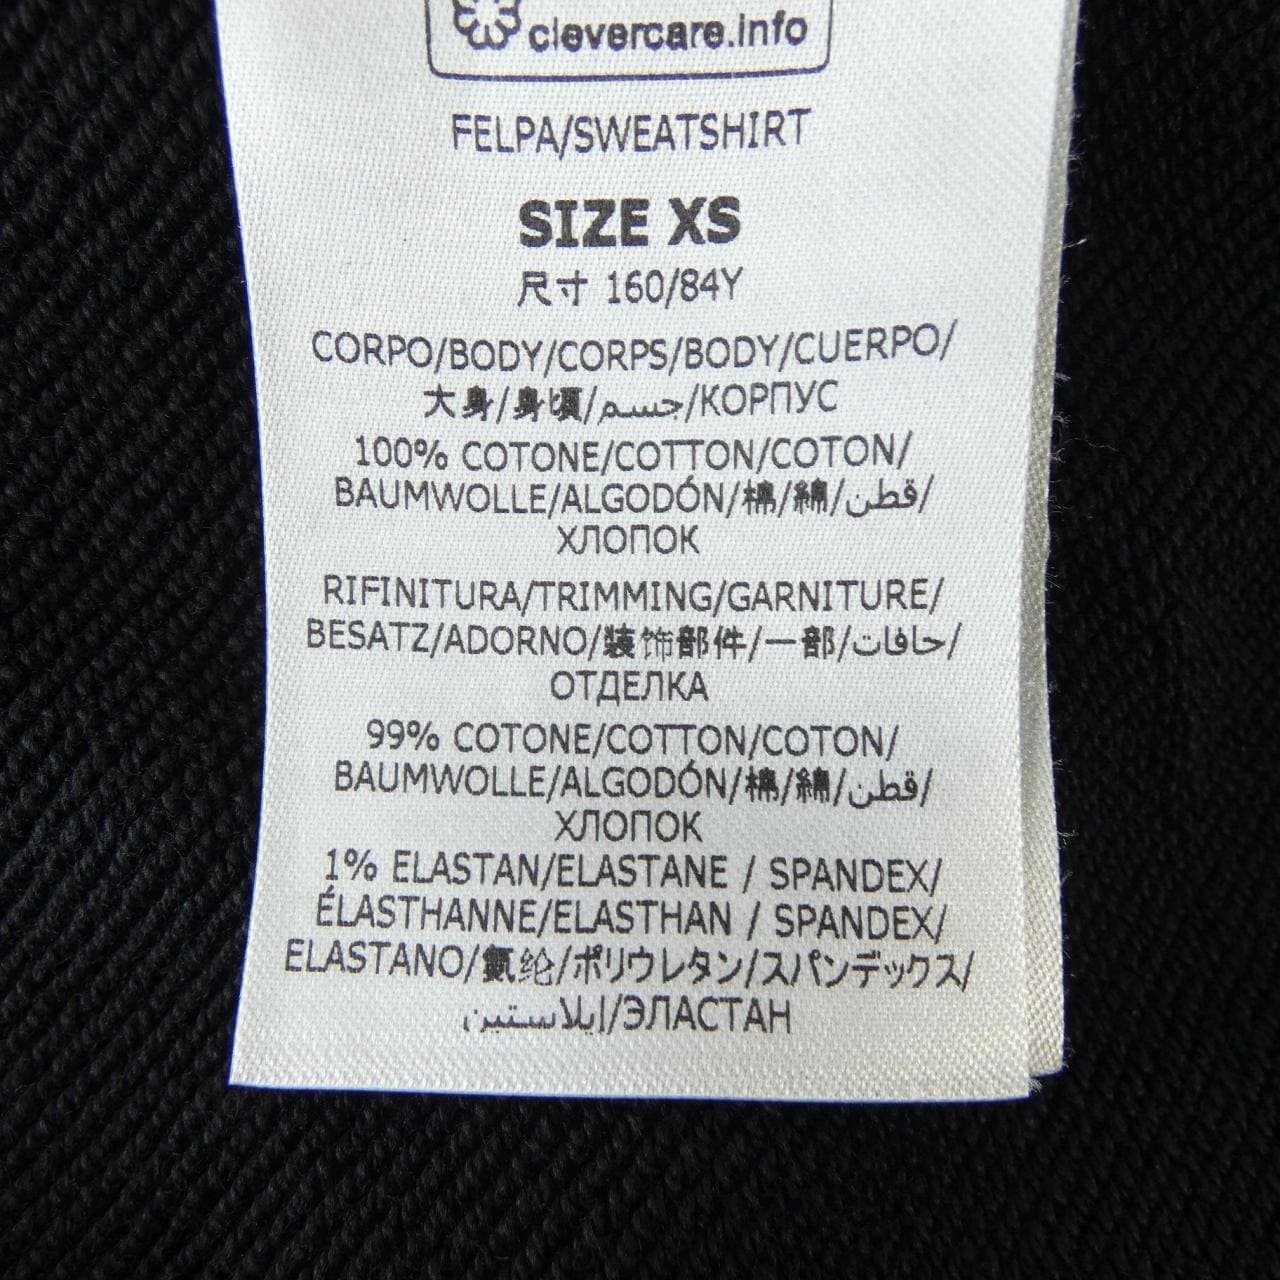 clevercare.info
FELPA/SWEATSHIRT
SIZE XS
尺寸 160/84Y
CORPO/BODY/CORPS/BODY/CUERPO/
大身/身頃/جسم/КОРПУС
100% COTONE/COTTON/COTON/
BAUMWOLLE/ALGODÓN/棉/綿/قطن/
ХЛОПОК
RIFINITURA/TRIMMING/GARNITURE/
BESATZ/ADORNO/装饰部件/一部/حافات/
ОТДЕЛКА
99% COTONE/COTTON/COTON/
BAUMWOLLE/ALGODÓN/棉/綿/قطن/
ХЛОПОК
1% ELASTAN/ELASTANE / SPANDEX/
ÉLASTHANNE/ELASTHAN / SPANDEX/
ELASTANO/氨纶/ポリウレタン/スパンデックス/
ايلاستين/ЭЛАСТАН